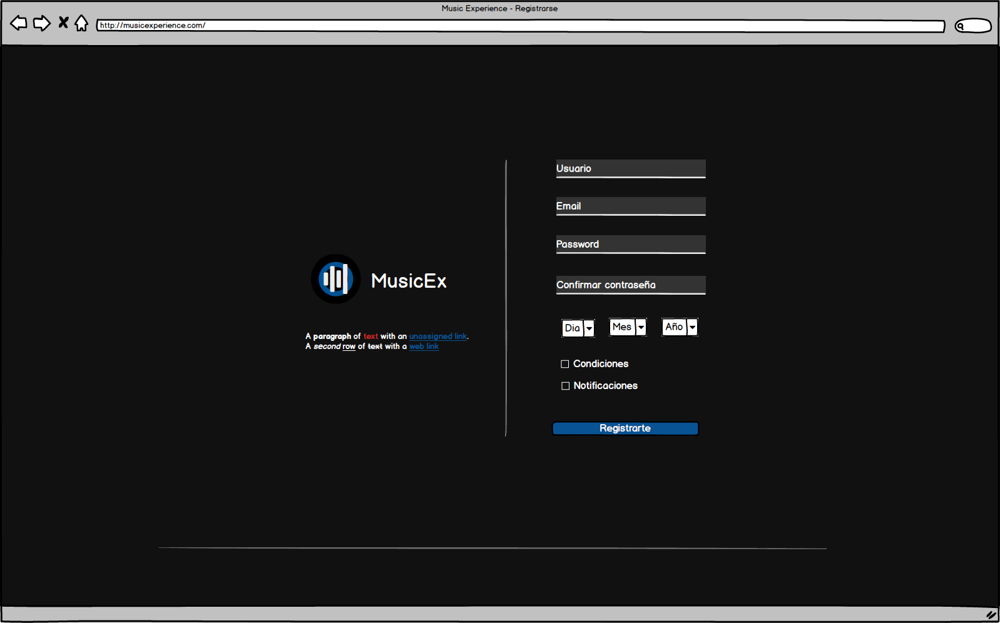 Music Experience - Registrarse
http://musicexperience.com/
MusicEx
A paragraph of text with an unassigned link.
A second row of text with a web link
Usuario
Email
Password
Confirmar contraseña
Dia Mes Año
Condiciones
Notificaciones
Registrarte